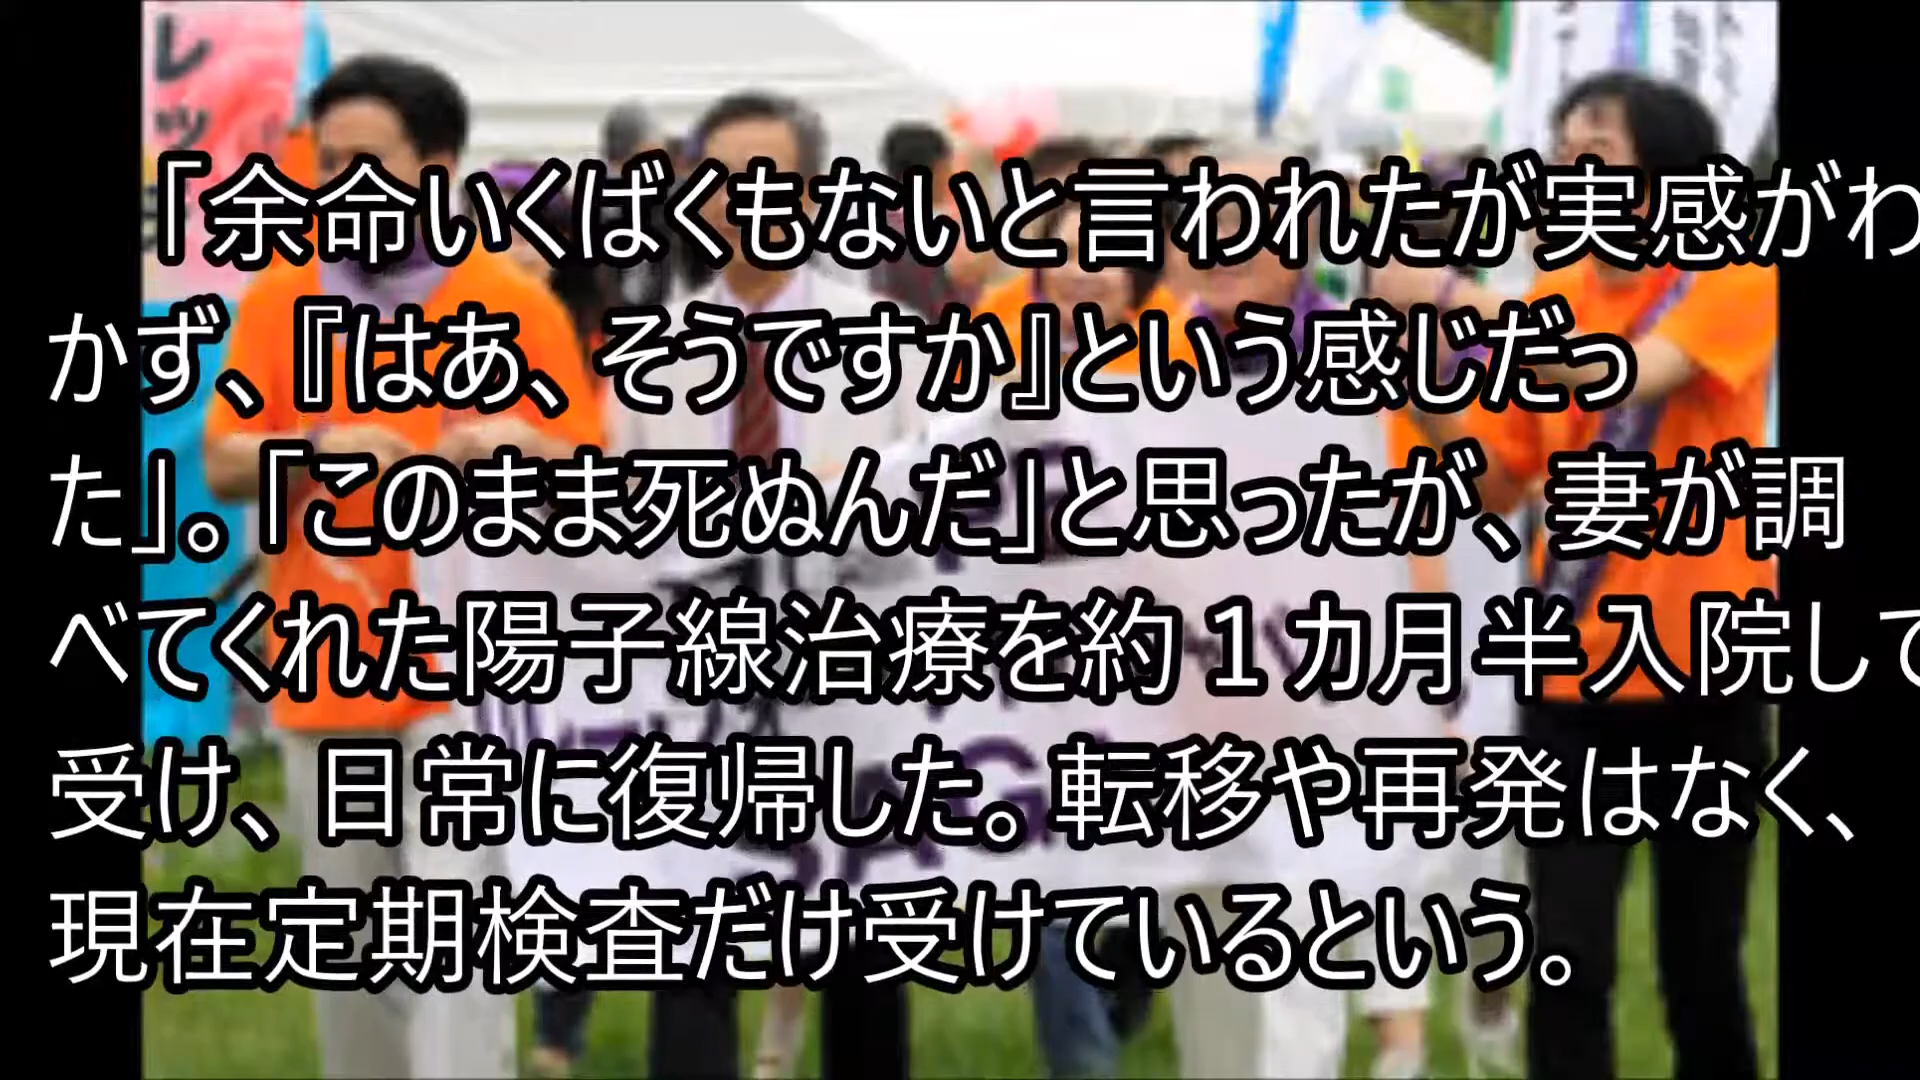 レッ
「余命いくばくもないと言われたが実感がわ
かず、『はあ、そうですか』という感じだっ
た」。「このまま死ぬんだ」と思ったが、妻が調
べてくれた陽子線治療を約１カ月半入院して
受け、日常に復帰した。転移や再発はなく、
現在定期検査だけ受けているという。
SAGA